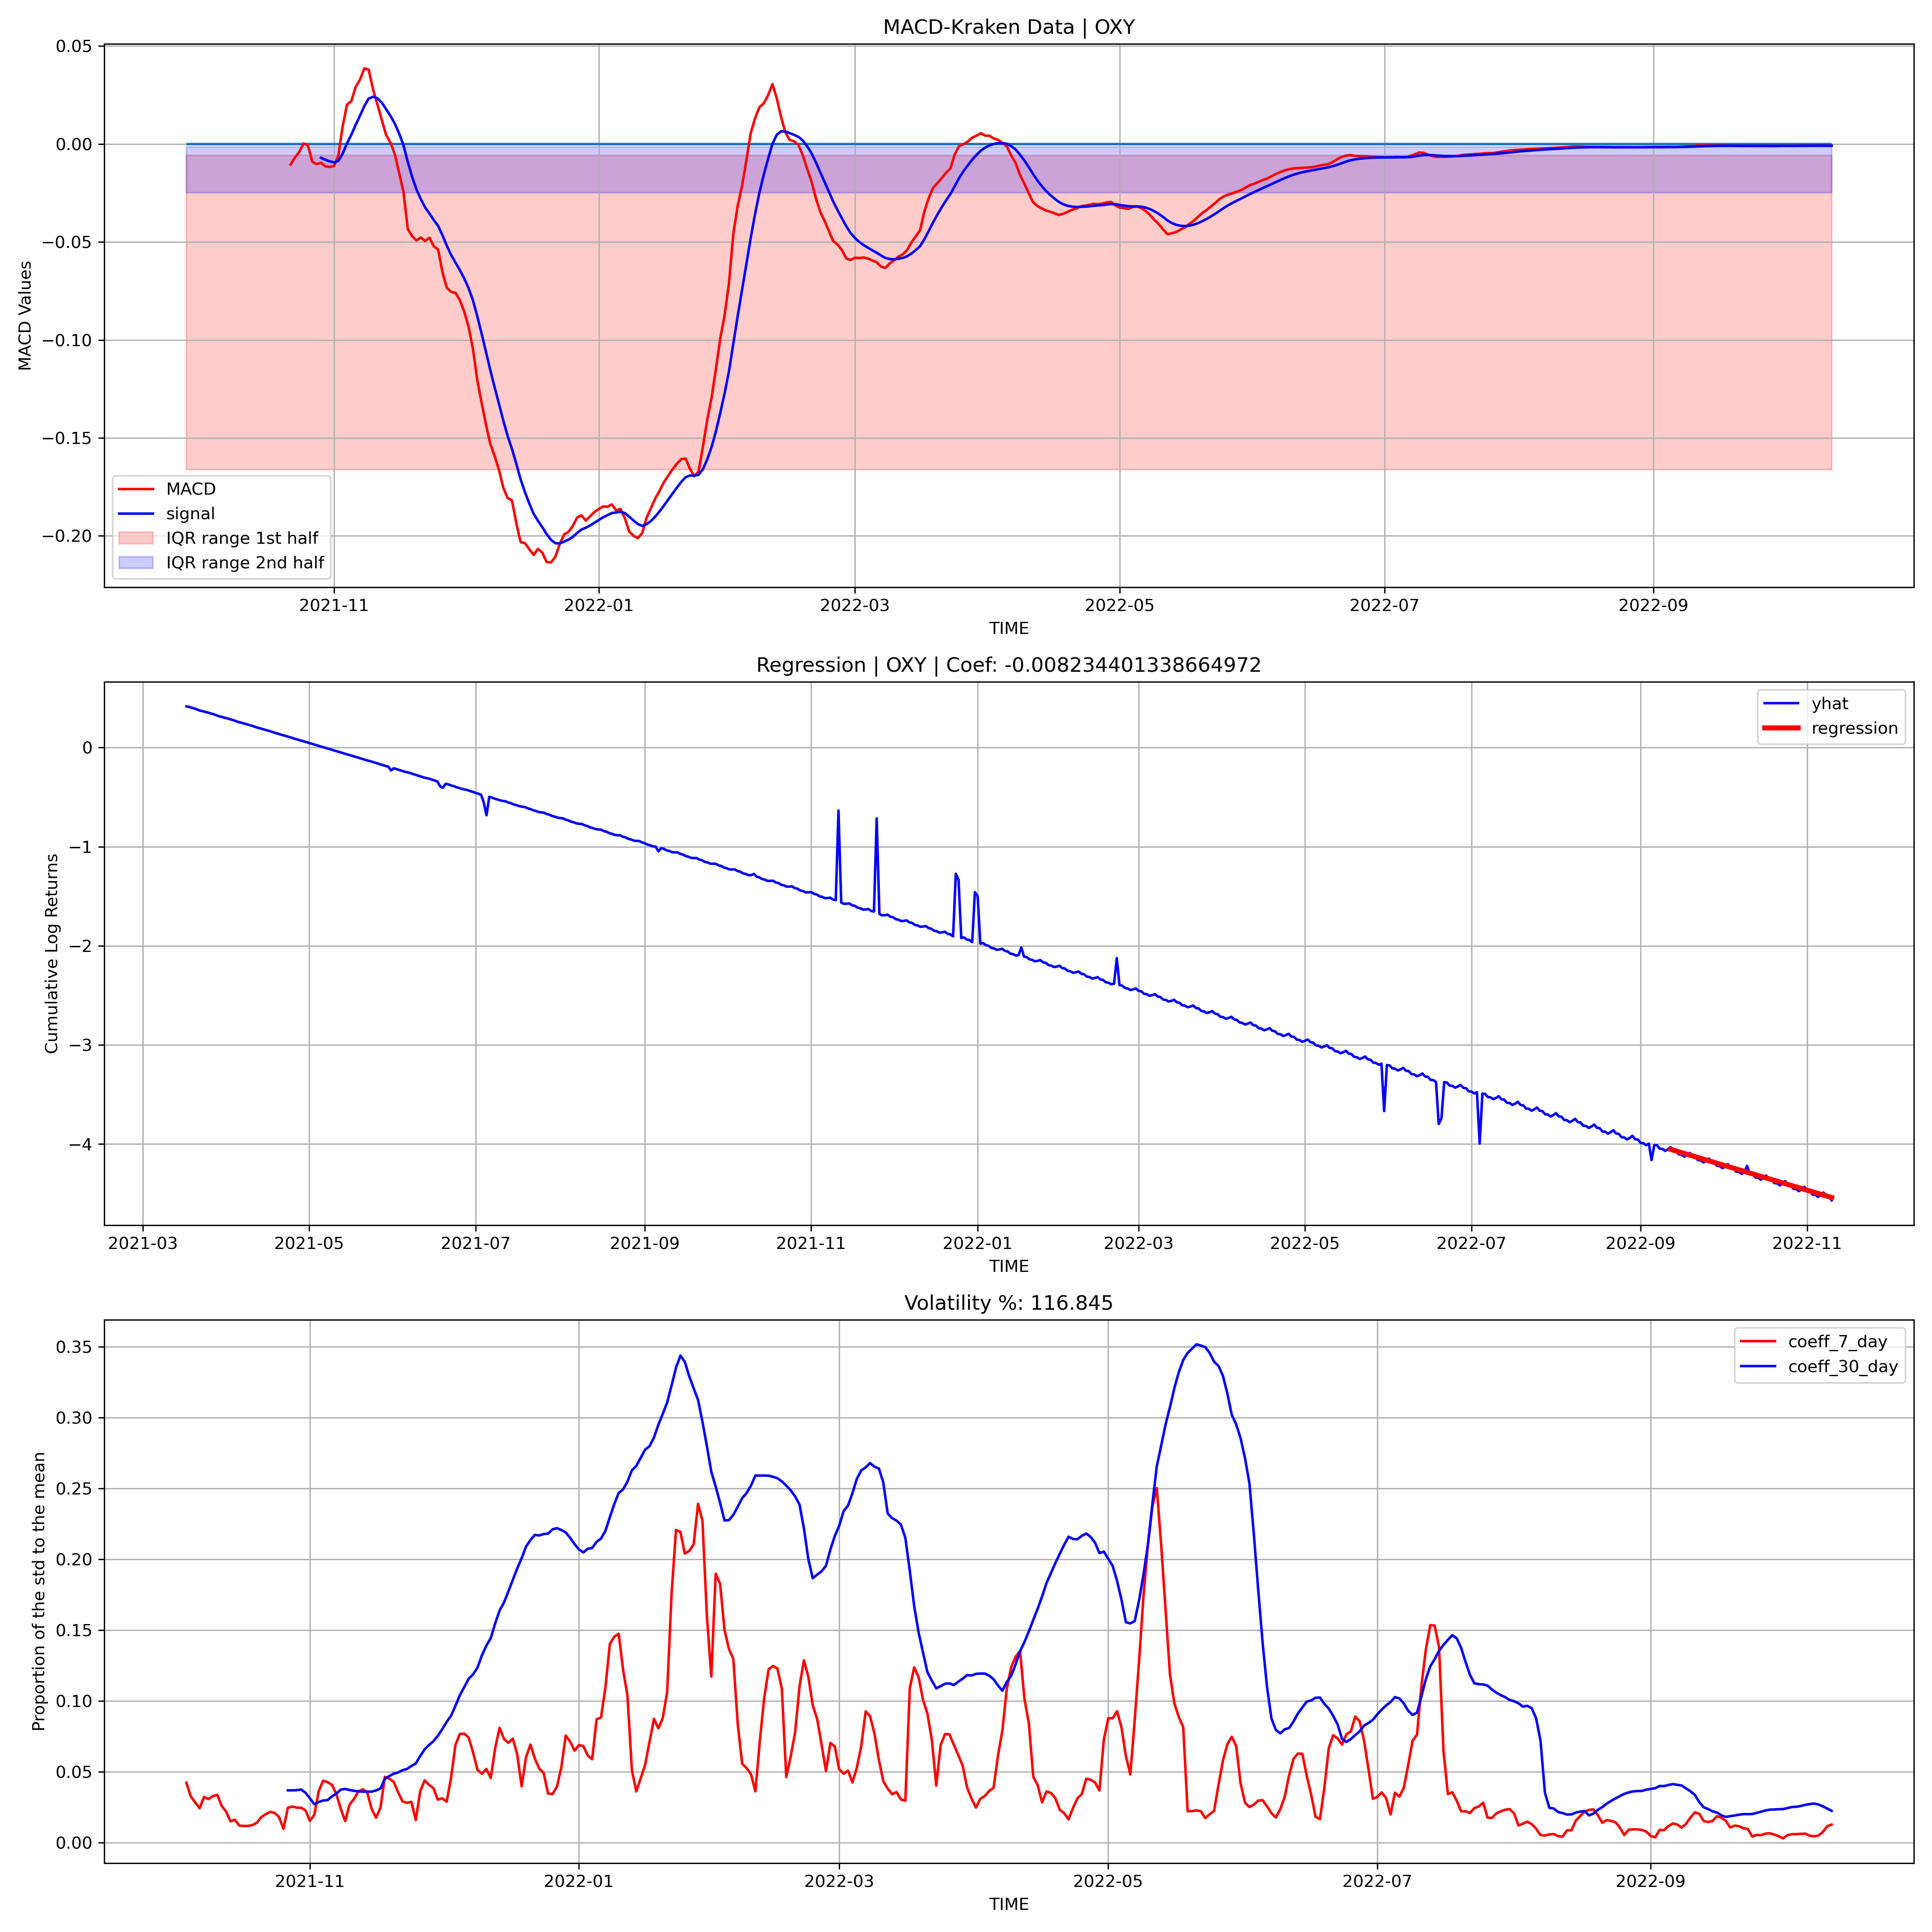 MACD-Kraken Data | OXY
MACD Values
0.05
0.00
−0.05
−0.10
−0.15
−0.20
MACD
signal
IQR range 1st half
IQR range 2nd half
2021-11
2022-01
2022-03
2022-05
2022-07
2022-09
TIME
Regression | OXY | Coef: -0.008234401338664972
Cumulative Log Returns
0
−1
−2
−3
−4
yhat
regression
2021-03
2021-05
2021-07
2021-09
2021-11
2022-01
2022-03
2022-05
2022-07
2022-09
2022-11
TIME
Volatility %: 116.845
Proportion of the std to the mean
0.35
0.30
0.25
0.20
0.15
0.10
0.05
0.00
coeff_7_day
coeff_30_day
2021-11
2022-01
2022-03
2022-05
2022-07
2022-09
TIME